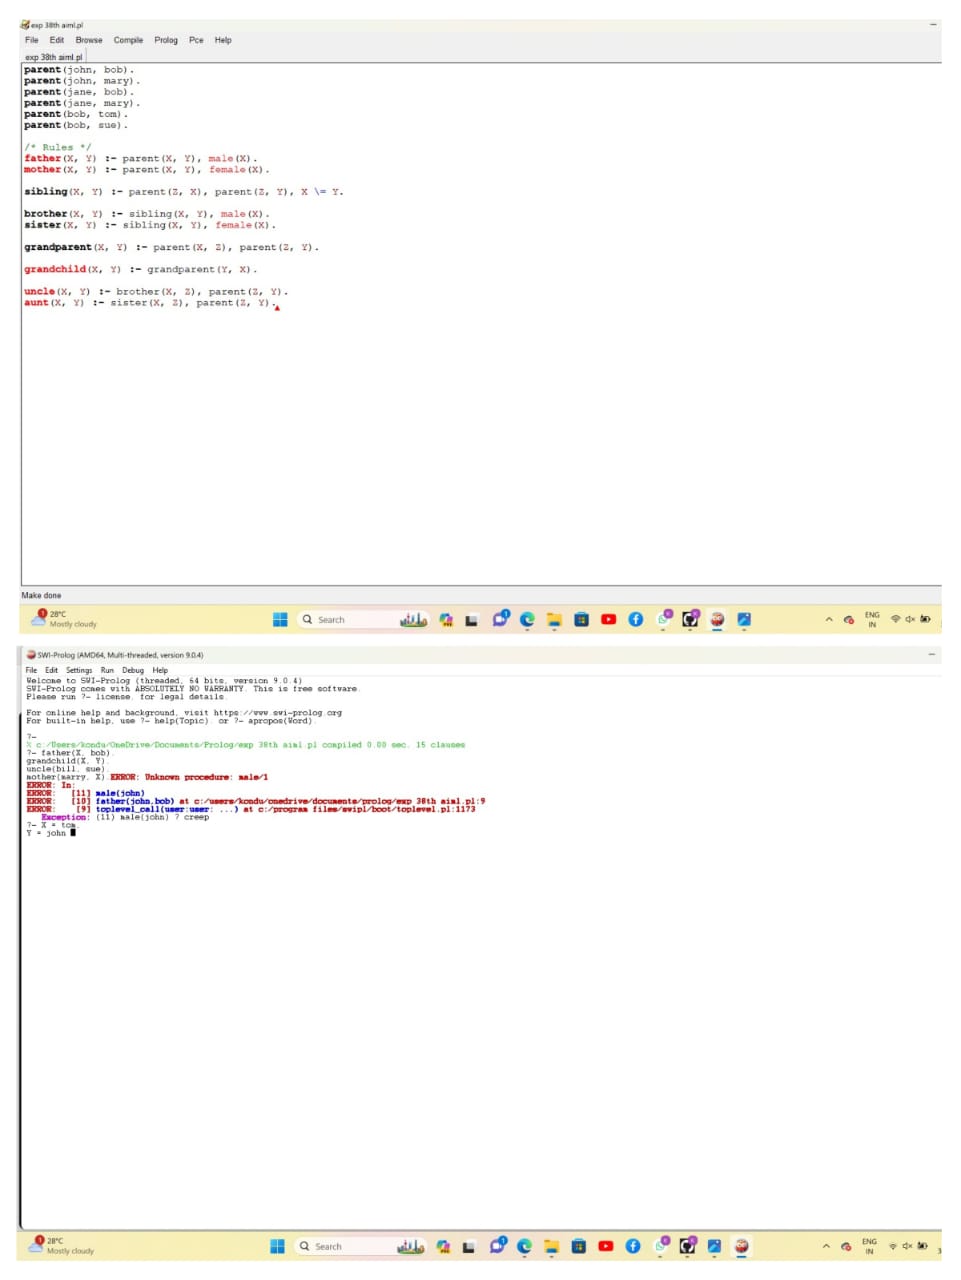 exp 38th aiml.pl
File Edit Browse Compile Prolog Pce Help
exp 38th aiml.pl
parent(john, bob).
parent(john, mary).
parent(jane, bob).
parent(jane, mary).
parent(bob, tom).
parent(bob, sue).
/* Rules */
father(X, Y) :- parent(X, Y), male(X).
mother(X, Y) :- parent(X, Y), female(X).
sibling(X, Y) :- parent(Z, X), parent(Z, Y), X \= Y.
brother(X, Y) :- sibling(X, Y), male(X).
sister(X, Y) :- sibling(X, Y), female(X).
grandparent(X, Y) :- parent(X, Z), parent(Z, Y).
grandchild(X, Y) :- grandparent(Y, X).
uncle(X, Y) :- brother(X, Z), parent(Z, Y).
aunt(X, Y) :- sister(X, Z), parent(Z, Y).
Make done
1 28°C
Mostly cloudy
Search
1
ENG
IN
SWI-Prolog (AMD64, Multi-threaded, version 9.0.4)
File Edit Settings Run Debug Help
Welcome to SWI-Prolog (threaded, 64 bits, version 9.0.4)
SWI-Prolog comes with ABSOLUTELY NO WARRANTY. This is free software.
Please run ?- license. for legal details.
For online help and background, visit https://www.swi-prolog.org
For built-in help, use ?- help(Topic). or ?- apropos(Word).
?-
% c:/Users/kondu/OneDrive/Documents/Prolog/exp 38th aiml.pl compiled 0.00 sec, 15 clauses
?- father(X, bob).
grandchild(X, Y).
uncle(bill, sue).
mother(marry, X).ERROR: Unknown procedure: male/1
ERROR: In:
ERROR: [11] male(john)
ERROR: [10] father(john,bob) at c:/users/kondu/onedrive/documents/prolog/exp 38th aiml.pl:9
ERROR: [9] toplevel_call(user:user: ...) at c:/program files/swipl/boot/toplevel.pl:1173
Exception: (11) male(john) ? creep
?- X = tom,
Y = john
1 28°C
Mostly cloudy
Search
1
ENG
IN